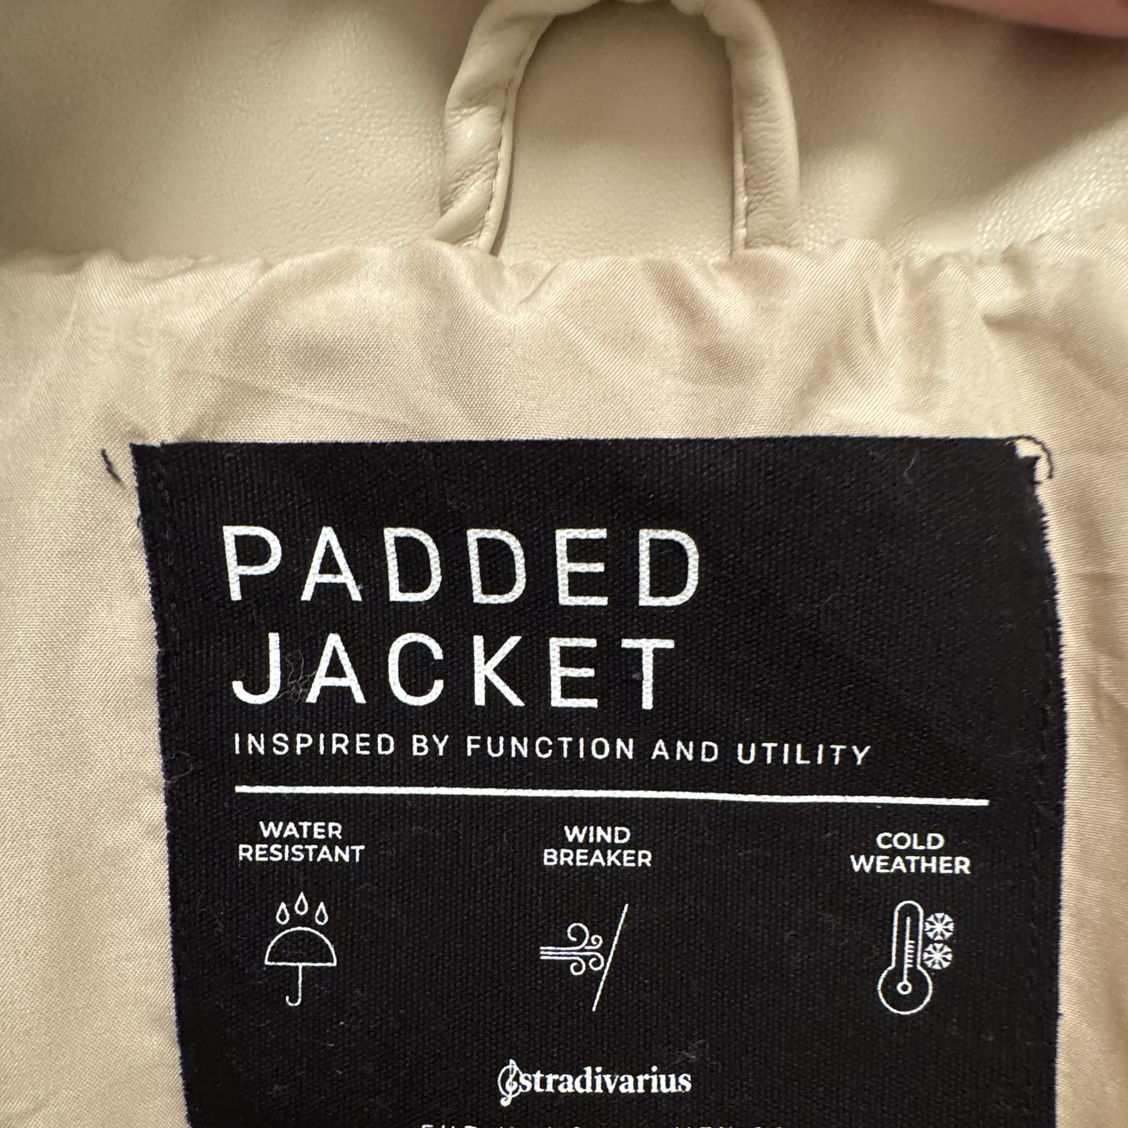 PADDED
JACKET
INSPIRED BY FUNCTION AND UTILITY
WATER
RESISTANT
WIND
BREAKER
COLD
WEATHER
stradivarius